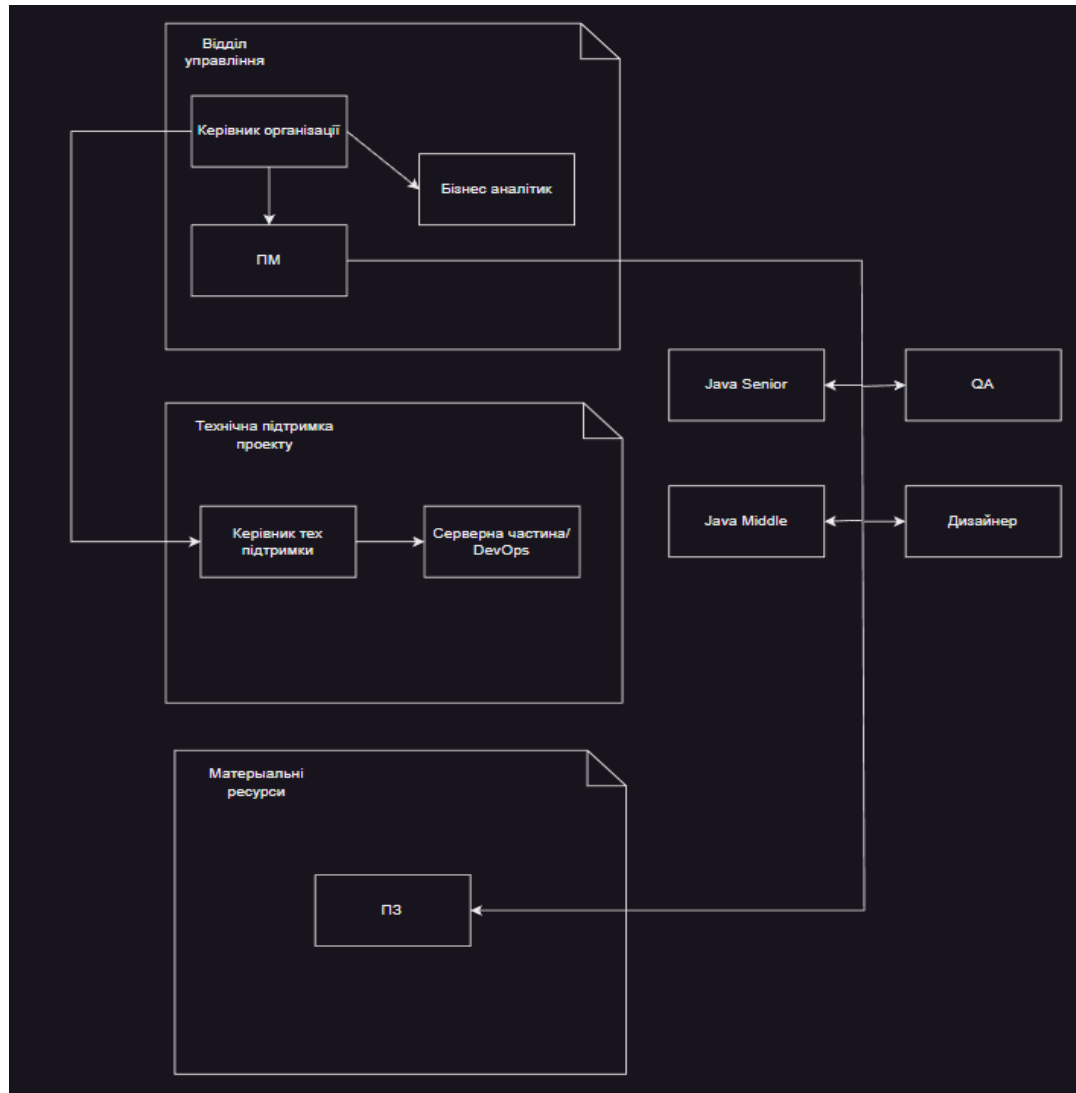 Відділ
управління
Керівник організації
Бізнес аналітик
ПМ
Java Senior
QA
Технічна підтримка
проекту
Java Middle
Дизайнер
Керівник тех
підтримки
Серверна частина/
DevOps
Матерыальні
ресурси
ПЗ